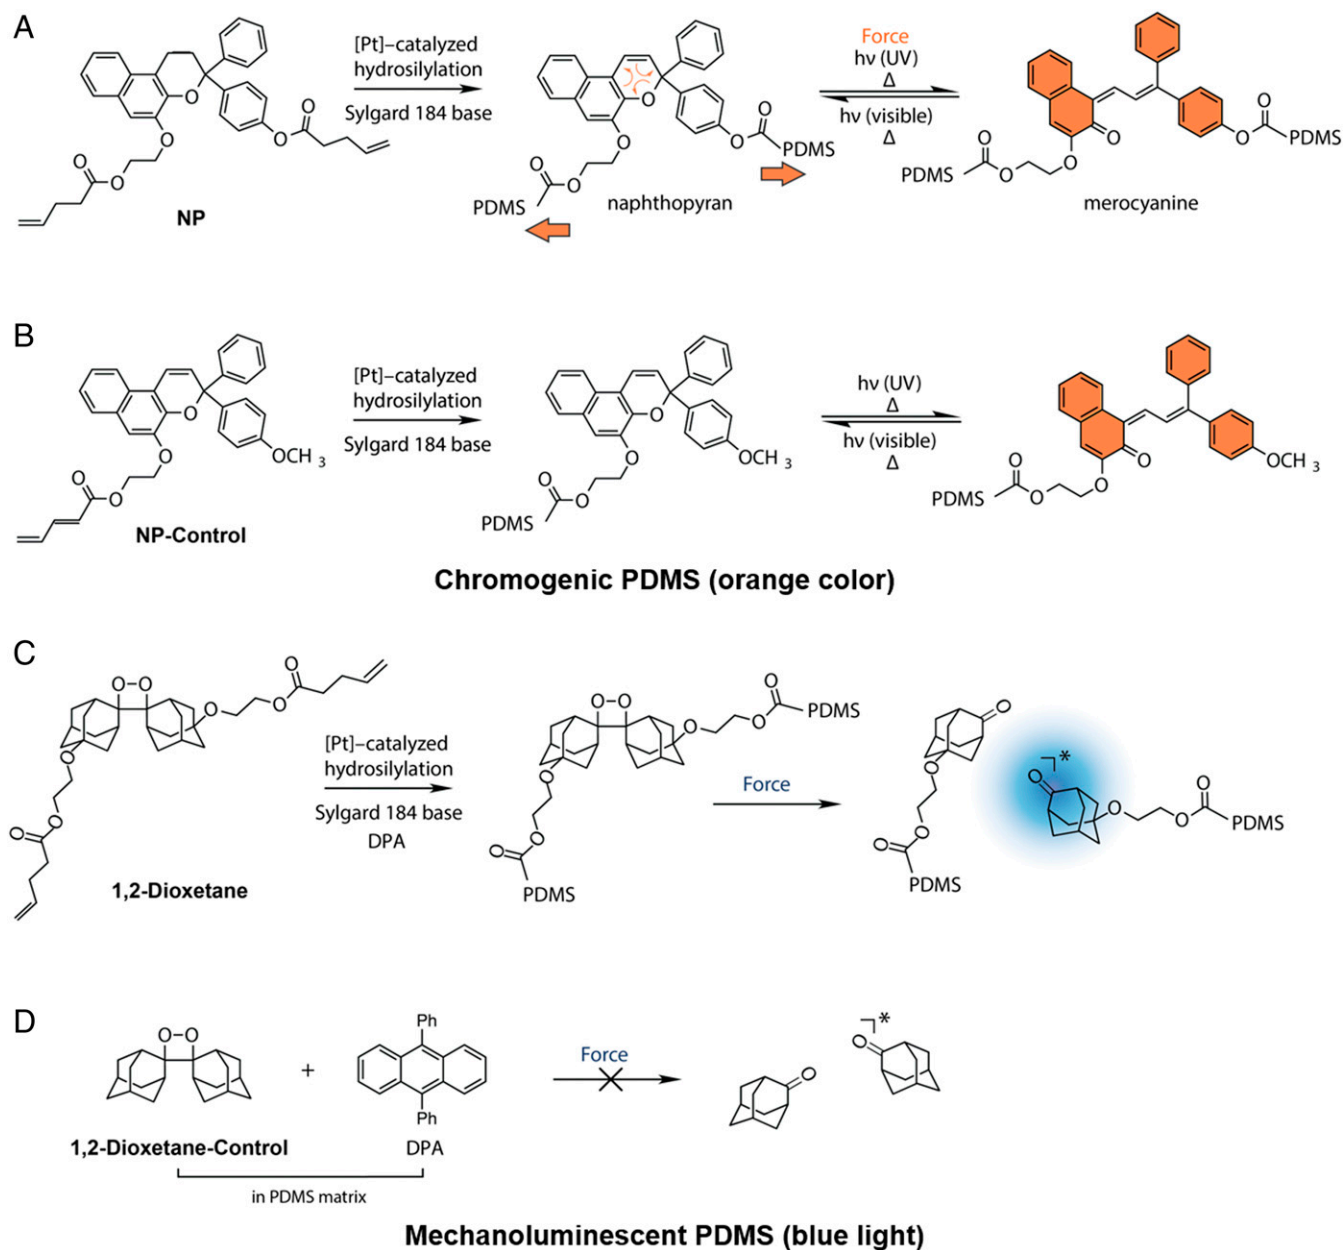 A
[Pt]–catalyzed
hydrosilylation
Sylgard 184 base
O
O
O
O
O
NP
O
O
O
O
O
PDMS
PDMS
naphthopyran
Force
hν (UV)
Δ
hν (visible)
Δ
O
O
O
O
O
O
PDMS
PDMS
merocyanine
B
[Pt]–catalyzed
hydrosilylation
Sylgard 184 base
O
O
O
O
OCH 3
NP-Control
O
O
O
O
OCH 3
PDMS
hν (UV)
Δ
hν (visible)
Δ
O
O
O
O
OCH 3
PDMS
Chromogenic PDMS (orange color)
C
O–O
O
O
O
O
O
O
1,2-Dioxetane
[Pt]–catalyzed
hydrosilylation
Sylgard 184 base
DPA
O–O
O
O
O
PDMS
O
O
O
PDMS
Force
O
O
O
O
PDMS
*
O
O
O
O
PDMS
D
O–O
1,2-Dioxetane-Control
+
Ph
Ph
DPA
in PDMS matrix
Force
O
O
*
Mechanoluminescent PDMS (blue light)